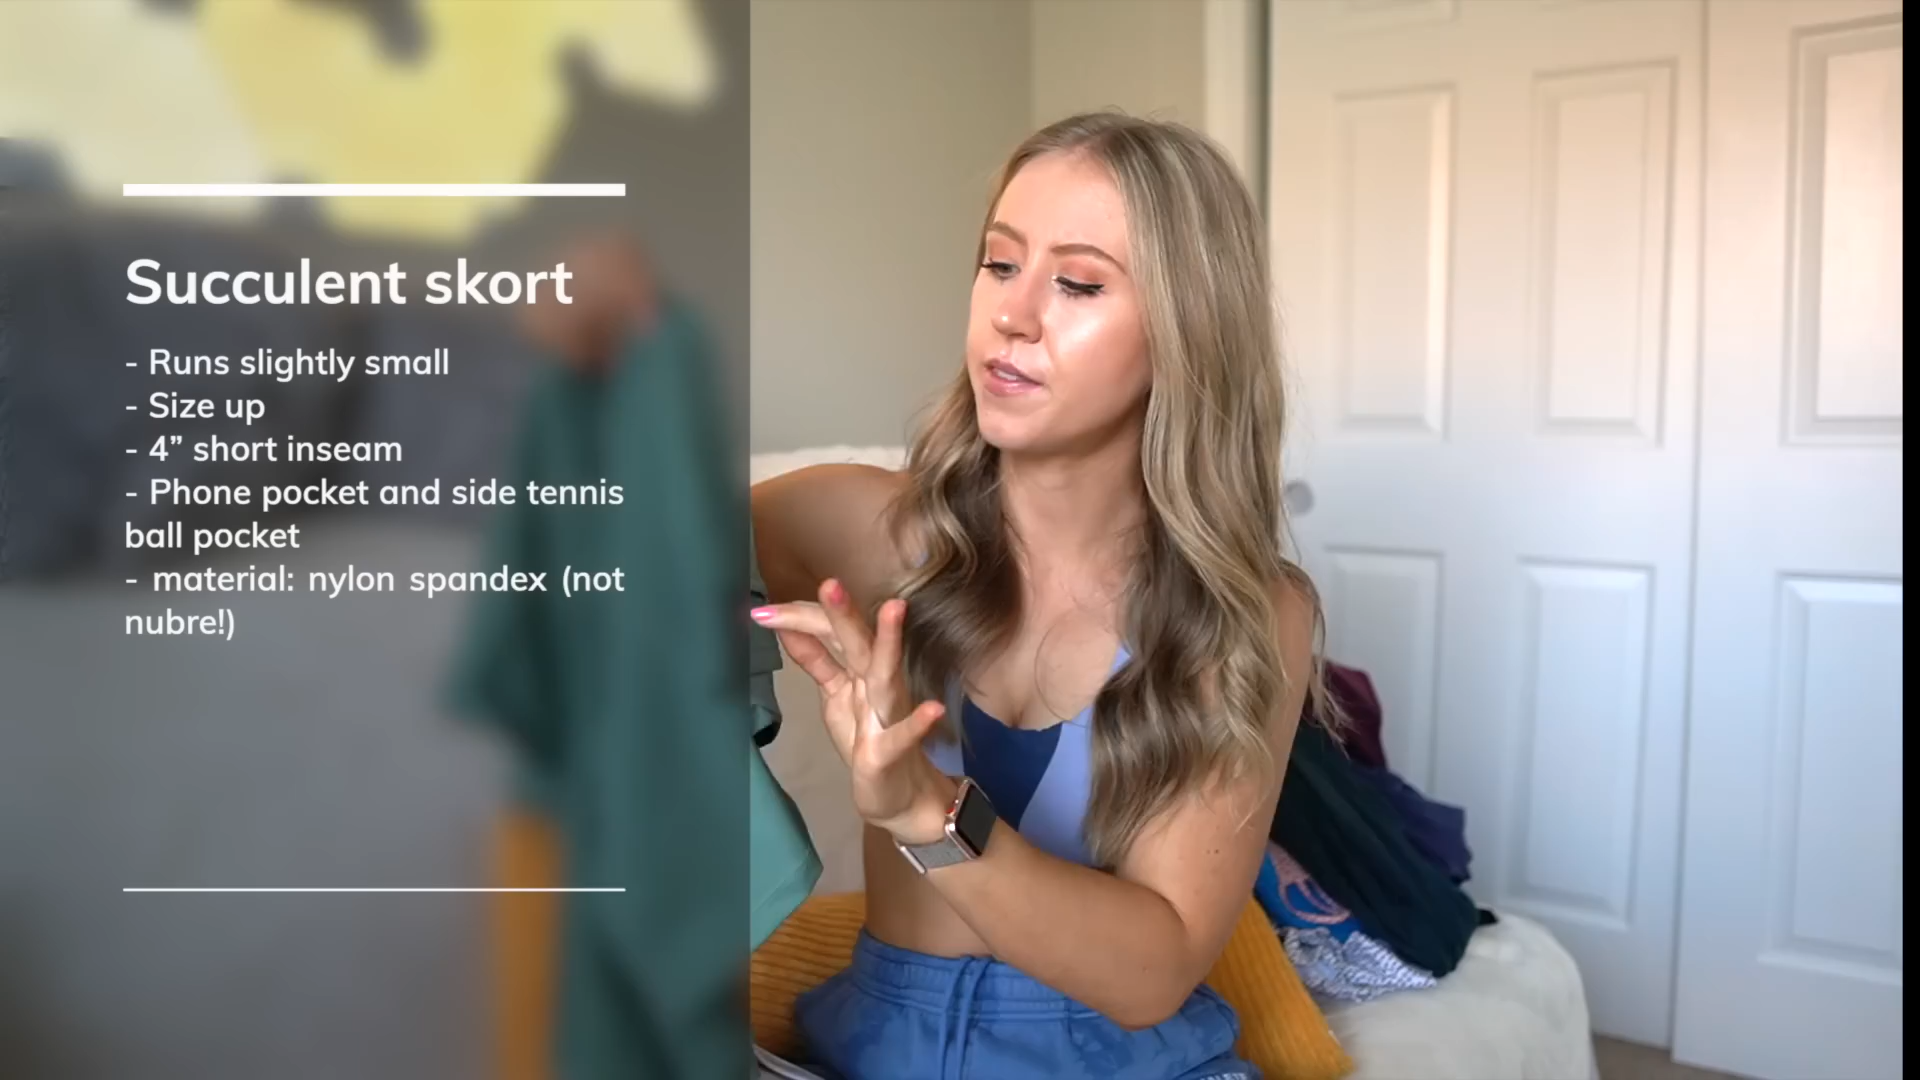 Succulent skort
- Runs slightly small
- Size up
- 4” short inseam
- Phone pocket and side tennis
ball pocket
- material: nylon spandex (not
nubre!)